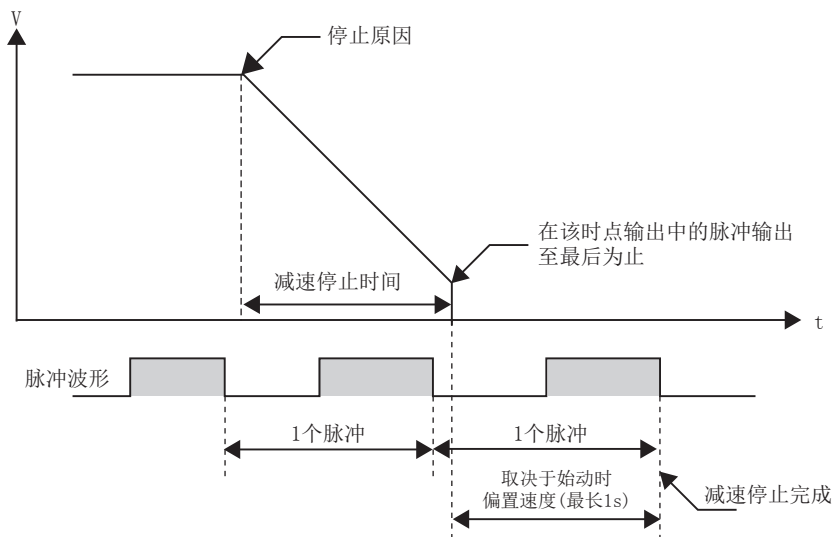 V
停止原因
在该时点输出中的脉冲输出
至最后为止
减速停止时间
t
脉冲波形
1个脉冲
1个脉冲
取决于始动时
偏置速度(最长1s)
减速停止完成